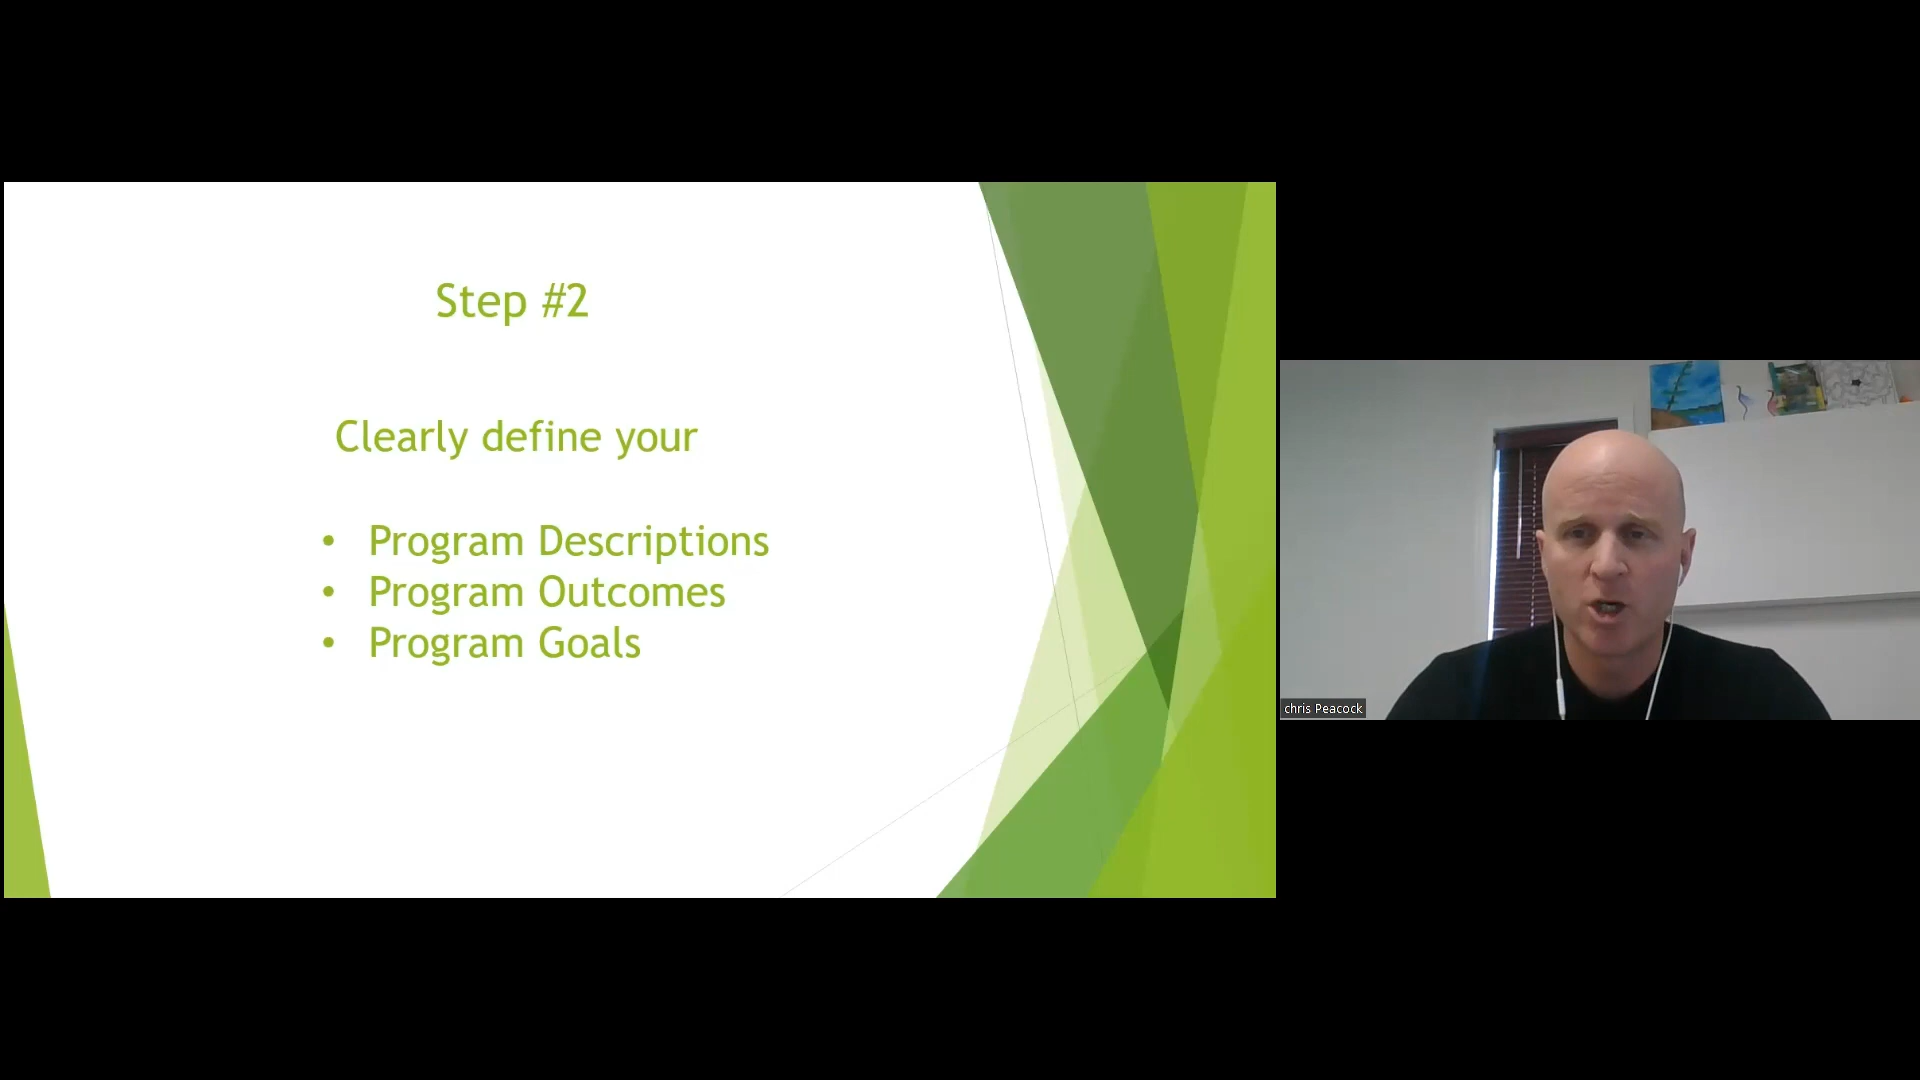 Step #2
Clearly define your
• Program Descriptions
• Program Outcomes
• Program Goals
chris Peacock